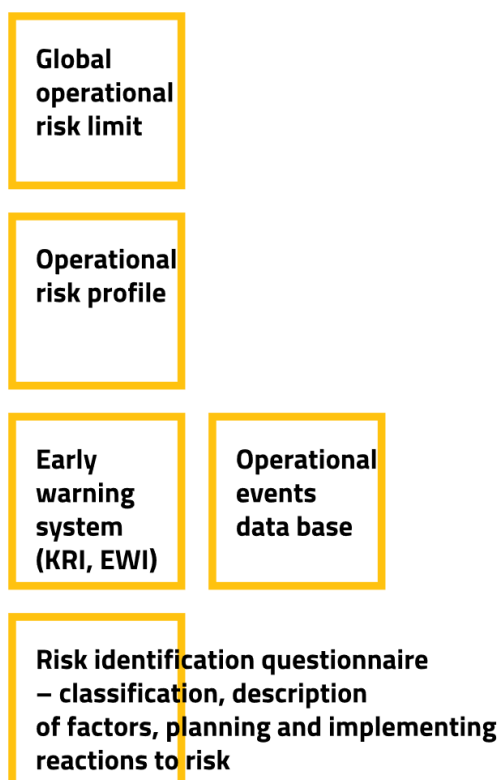 Global
operational
risk limit
Operational
risk profile
Early
warning
system
(KRI, EWI)
Operational
events
data base
Risk identification questionnaire
– classification, description
of factors, planning and implementing
reactions to risk